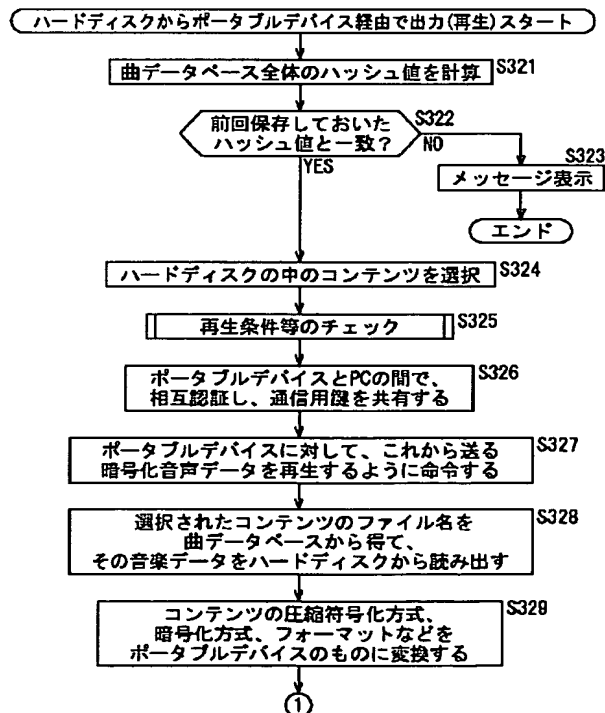 ハードディスクからポータブルデバイス経由で出力(再生)スタート
曲データベース全体のハッシュ値を計算 S321
前回保存しておいた
ハッシュ値と一致？
S322
NO
YES
S323
メッセージ表示
エンド
ハードディスクの中のコンテンツを選択 S324
再生条件等のチェック S325
ポータブルデバイスとPCの間で、
相互認証し、通信用鍵を共有する
S326
ポータブルデバイスに対して、これから送る
暗号化音声データを再生するように命令する
S327
選択されたコンテンツのファイル名を
曲データベースから得て、
その音楽データをハードディスクから読み出す
S328
コンテンツの圧縮符号化方式、
暗号化方式、フォーマットなどを
ポータブルデバイスのものに変換する
S329
1